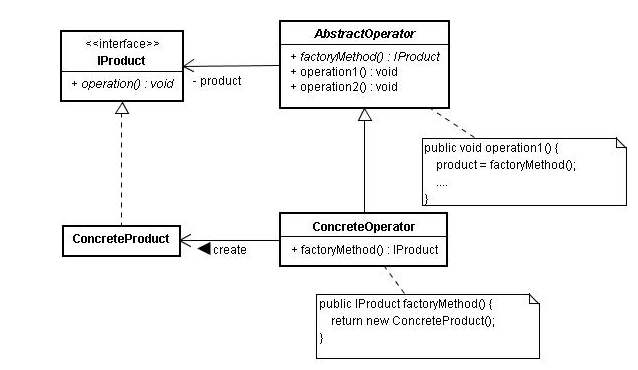 <<interface>>
IProduct
+ operation() : void
AbstractOperator
+ factoryMethod() : IProduct
+ operation1() : void
+ operation2() : void
- product
public void operation1() {
product = factoryMethod();
....
}
ConcreteProduct
create
ConcreteOperator
+ factoryMethod() : IProduct
public IProduct factoryMethod() {
return new ConcreteProduct();
}